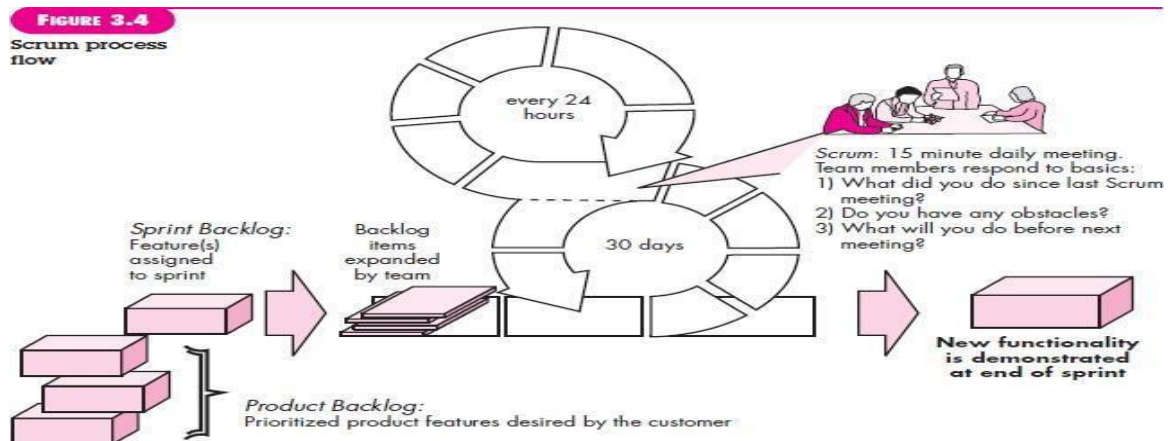 FIGURE 3.4
Scrum process
flow
every 24
hours
Scrum: 15 minute daily meeting.
Team members respond to basics:
1) What did you do since last Scrum
meeting?
2) Do you have any obstacles?
3) What will you do before next
meeting?
Sprint Backlog:
Feature(s)
assigned
to sprint
Backlog
items
expanded
by team
30 days
New functionality
is demonstrated
at end of sprint
Product Backlog:
Prioritized product features desired by the customer